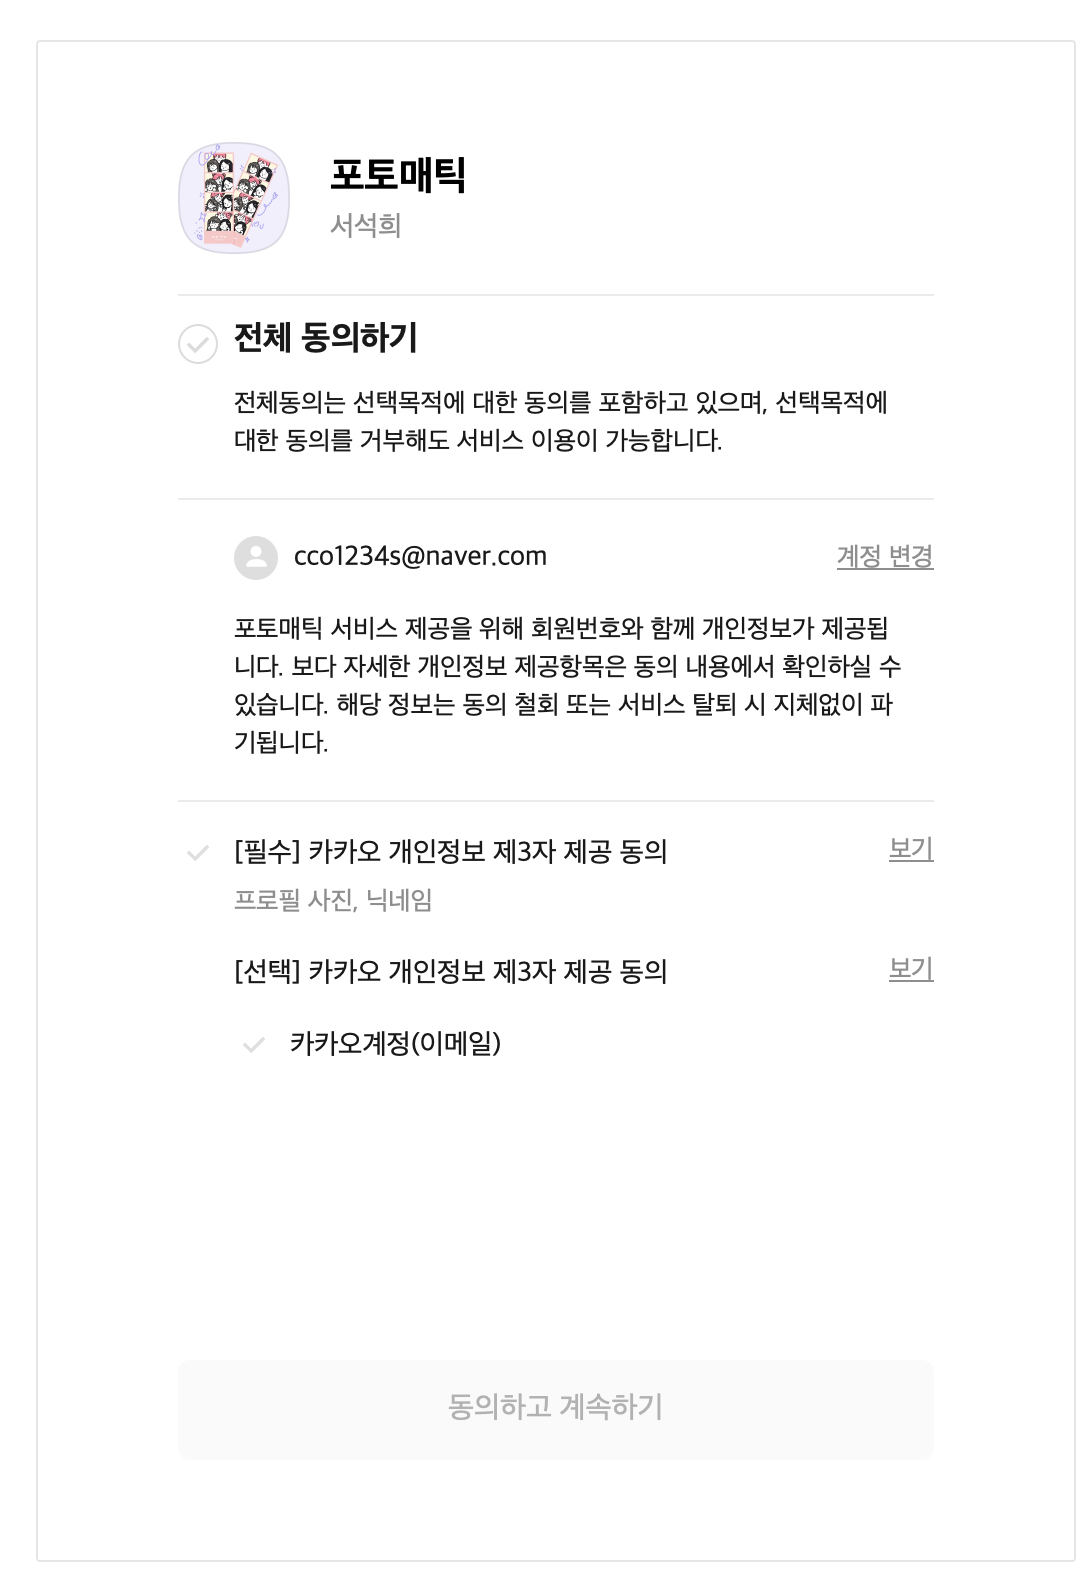 포토매틱
서석희
전체 동의하기
전체동의는 선택목적에 대한 동의를 포함하고 있으며, 선택목적에
대한 동의를 거부해도 서비스 이용이 가능합니다.
cco1234s@naver.com 계정 변경
포토매틱 서비스 제공을 위해 회원번호와 함께 개인정보가 제공됩
니다. 보다 자세한 개인정보 제공항목은 동의 내용에서 확인하실 수
있습니다. 해당 정보는 동의 철회 또는 서비스 탈퇴 시 지체없이 파
기됩니다.
[필수] 카카오 개인정보 제3자 제공 동의 보기
프로필 사진, 닉네임
[선택] 카카오 개인정보 제3자 제공 동의 보기
카카오계정(이메일)
동의하고 계속하기